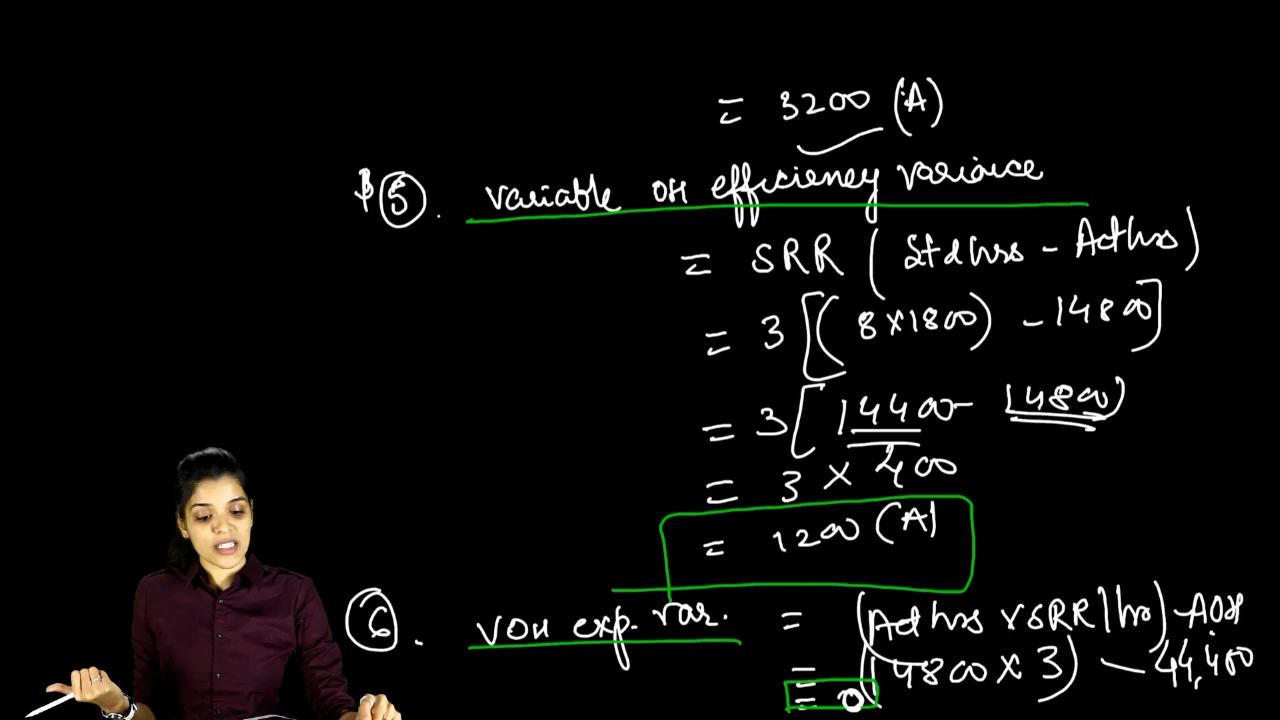 = 3200 (A)
5. Variable OH efficiency variance
= SRR (Std hrs - Act hrs)
= 3 [(8×1800) - 14800]
= 3 [14400 - 14800)
= 3 × 400
= 1200 (A)
6. VOH exp. var. = (Act hrs × SRR/hr) - AOH
= (14800 × 3) - 44,400
= 0